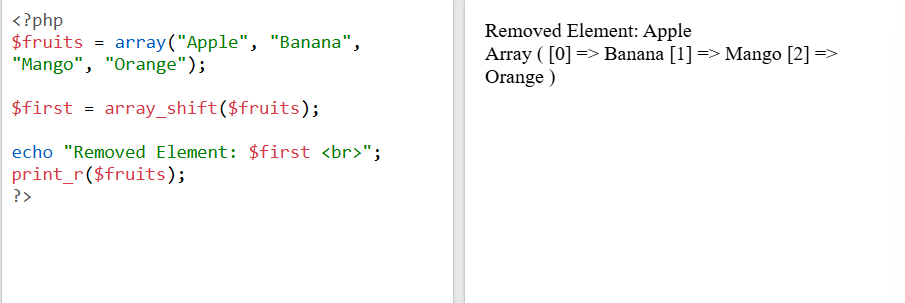 <?php
$fruits = array("Apple", "Banana",
"Mango", "Orange");
$first = array_shift($fruits);
echo "Removed Element: $first <br>";
print_r($fruits);
?>
Removed Element: Apple
Array ( [0] => Banana [1] => Mango [2] =>
Orange )